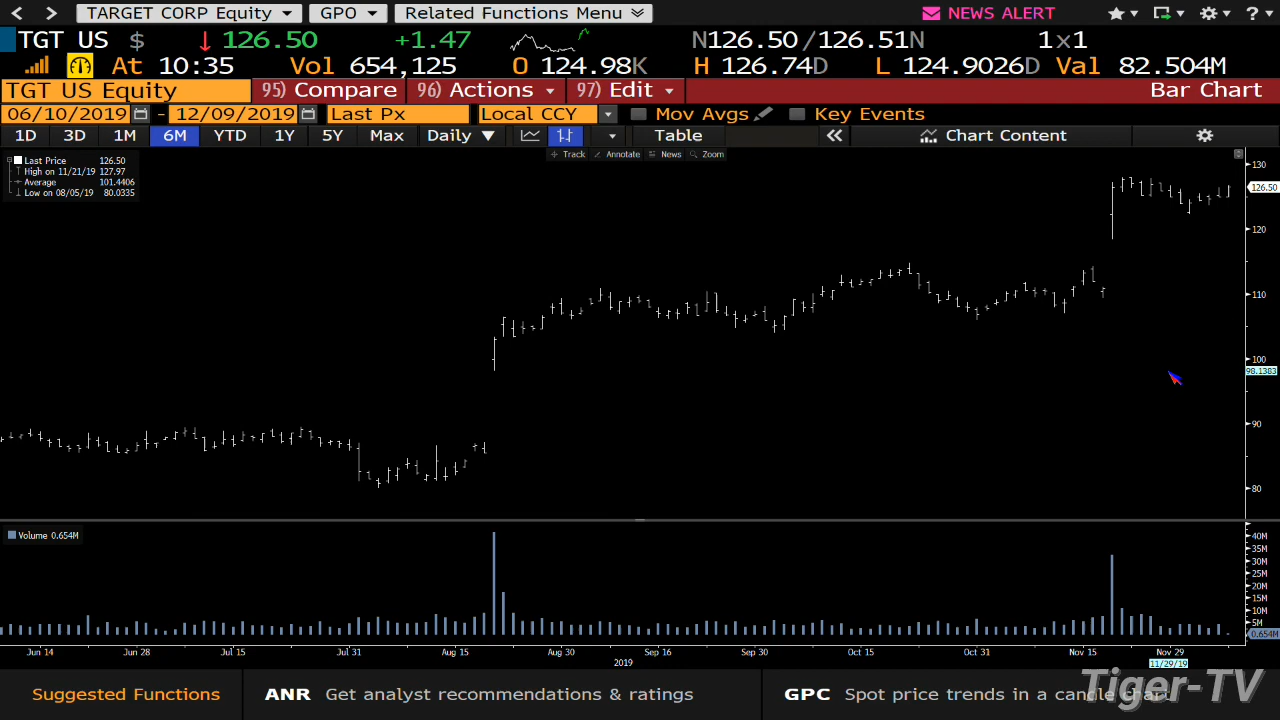 TARGET CORP Equity GPO Related Functions Menu NEWS ALERT ?
TGT US $ ↓ 126.50 +1.47 N126.50/126.51N 1x1
At 10:35 Vol 654,125 O 124.98K H 126.74D L 124.9026D Val 82.504M
TGT US Equity 95) Compare 96) Actions 97) Edit Bar Chart
06/10/2019 - 12/09/2019 Last Px Local CCY Mov Avgs Key Events
1D 3D 1M 6M YTD 1Y 5Y Max Daily ▼ Table Chart Content
Track Annotate News Zoom
Last Price 126.50
High on 11/21/19 127.97
Average 101.4406
Low on 08/05/19 80.0335
130
126.50
120
110
100
98.1383
90
80
Volume 0.654M
40M
35M
30M
25M
20M
15M
10M
5M
0.654M
Jun 14 Jun 28 Jul 15 Jul 31 Aug 15 Aug 30 Sep 16 Sep 30 Oct 15 Oct 31 Nov 15 Nov 29
2019 11/29/19
Suggested Functions ANR Get analyst recommendations & ratings GPC Spot price trends in a candle chart
Tiger-TV